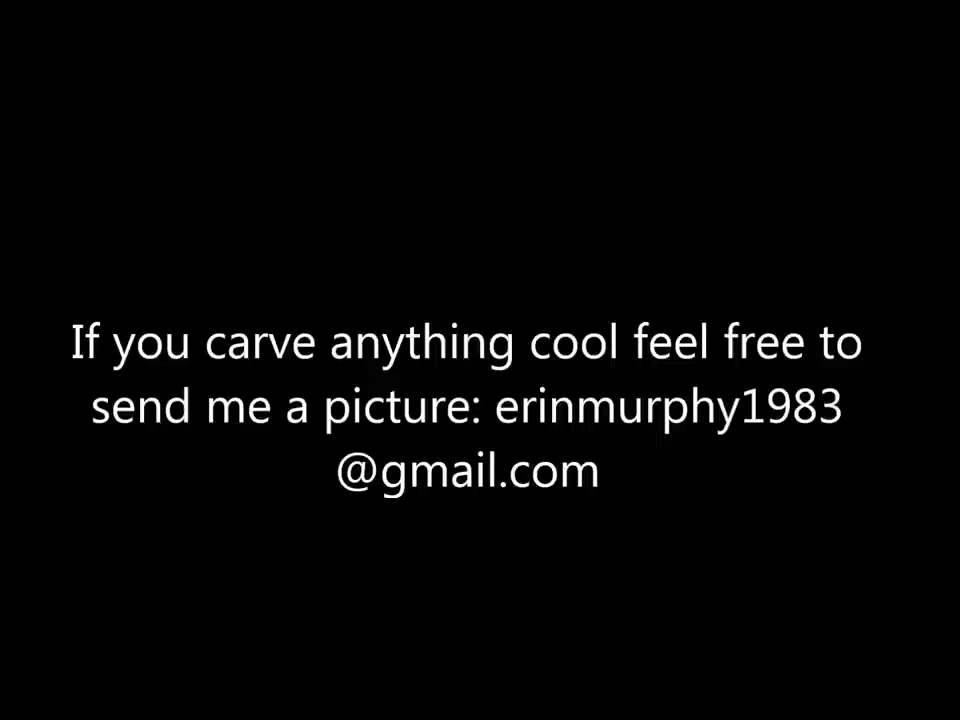 If you carve anything cool feel free to
send me a picture: erinmurphy1983
@gmail.com